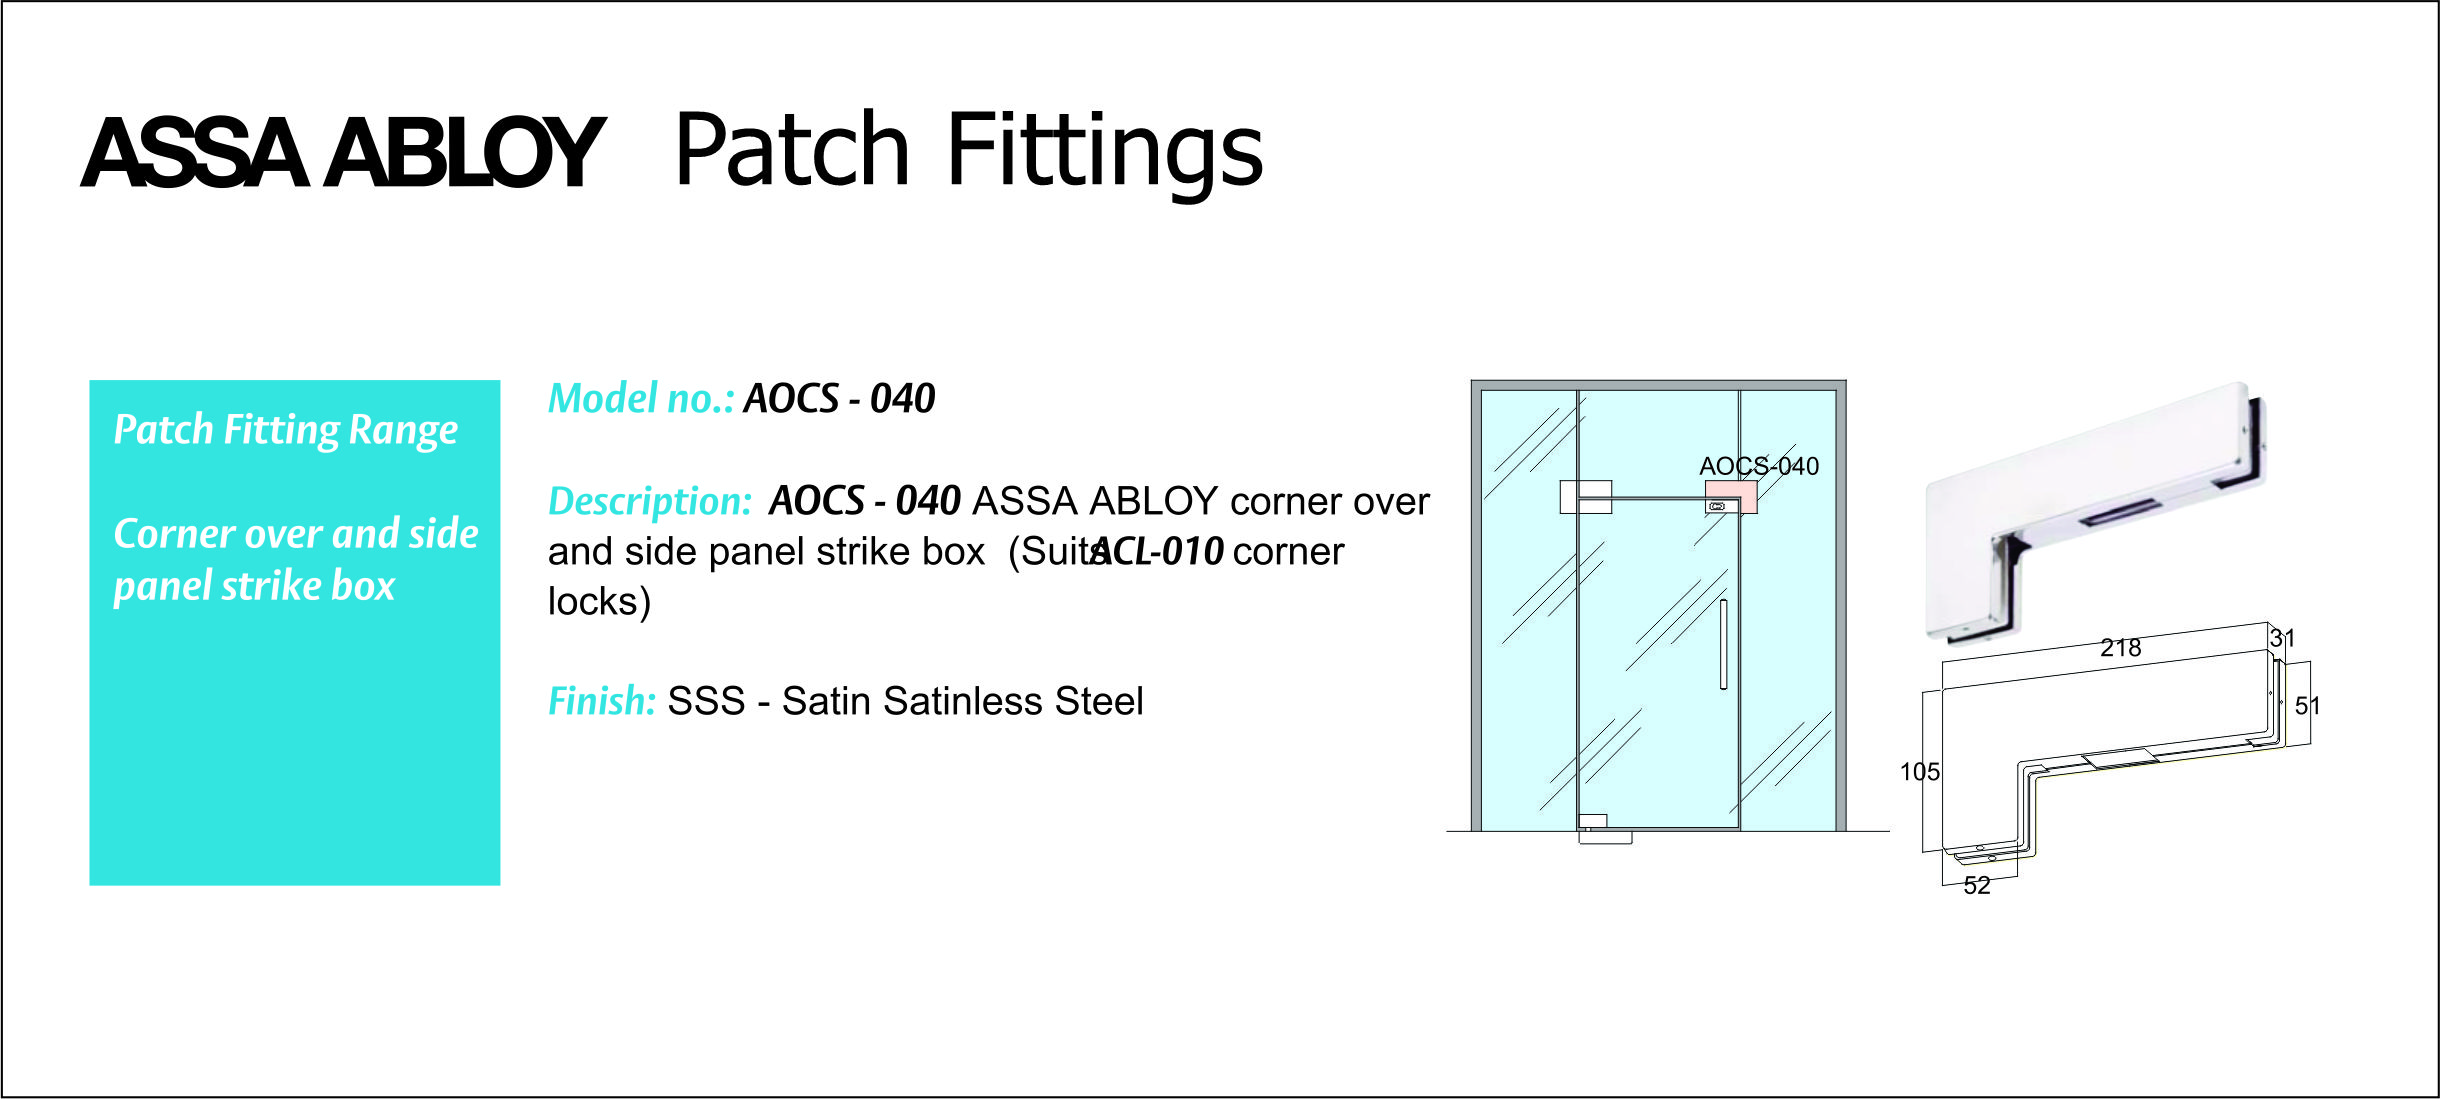 ASSA ABLOY Patch Fittings
Patch Fitting Range
Corner over and side
panel strike box
Model no.: AOCS - 040
Description: AOCS - 040 ASSA ABLOY corner over
and side panel strike box (Suits ACL-010 corner
locks)
Finish: SSS - Satin Satinless Steel
AOCS-040
218
31
51
105
52